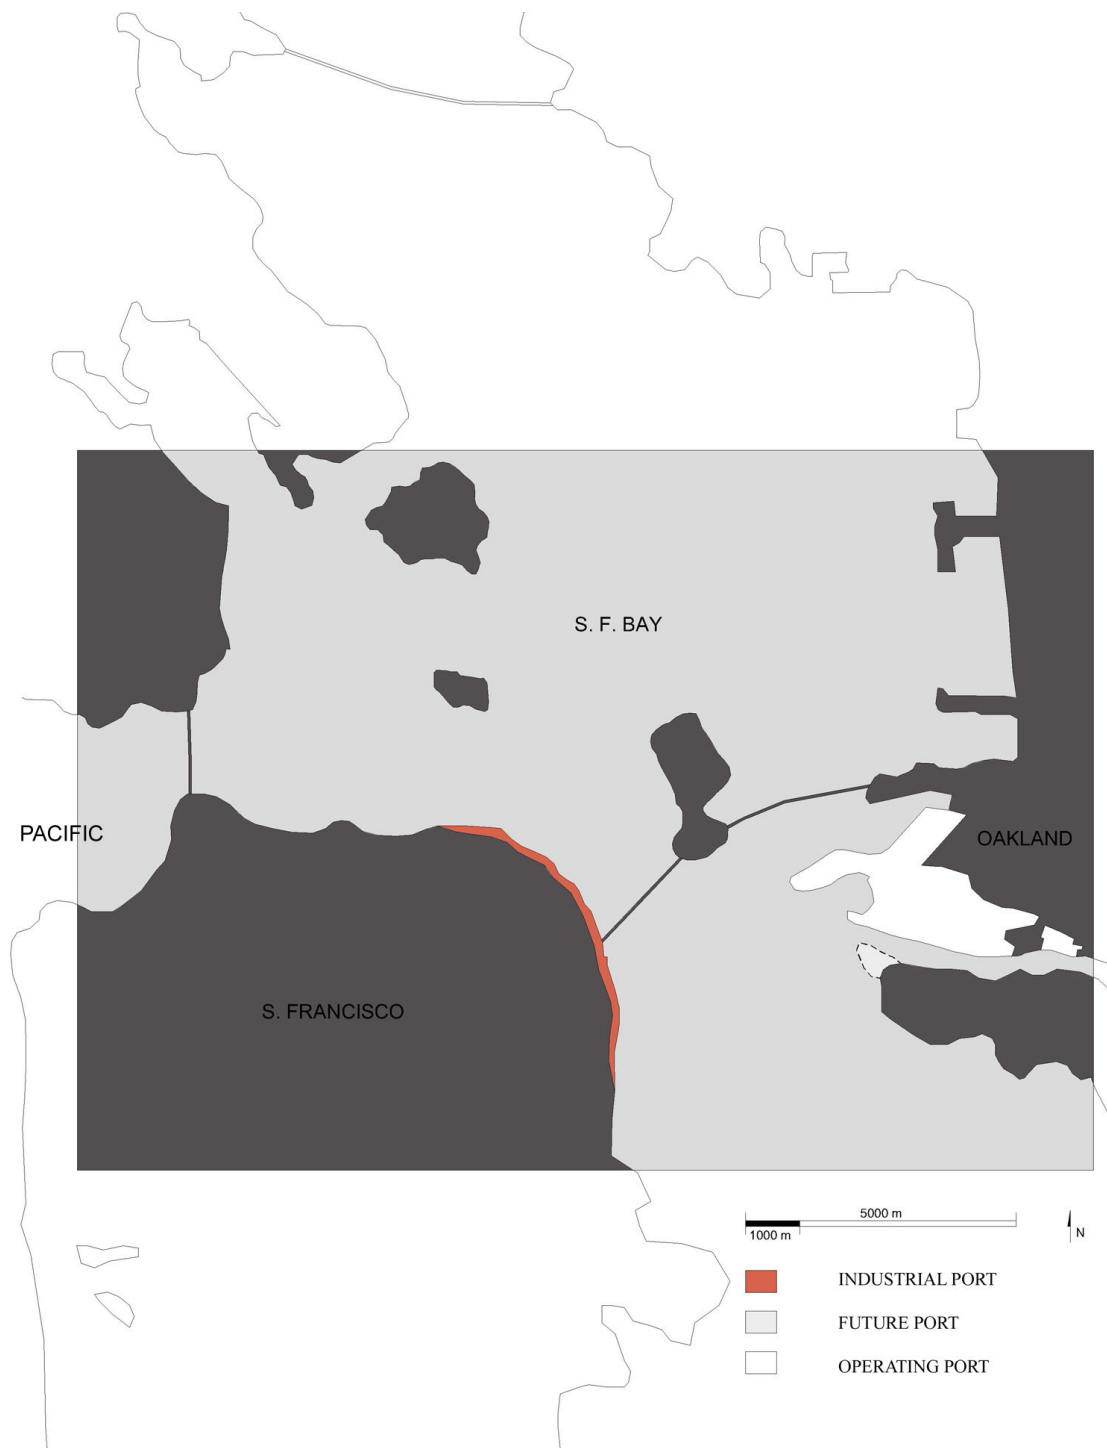 S. F. BAY
PACIFIC
OAKLAND
S. FRANCISCO
5000 m
1000 m
N
INDUSTRIAL PORT
FUTURE PORT
OPERATING PORT